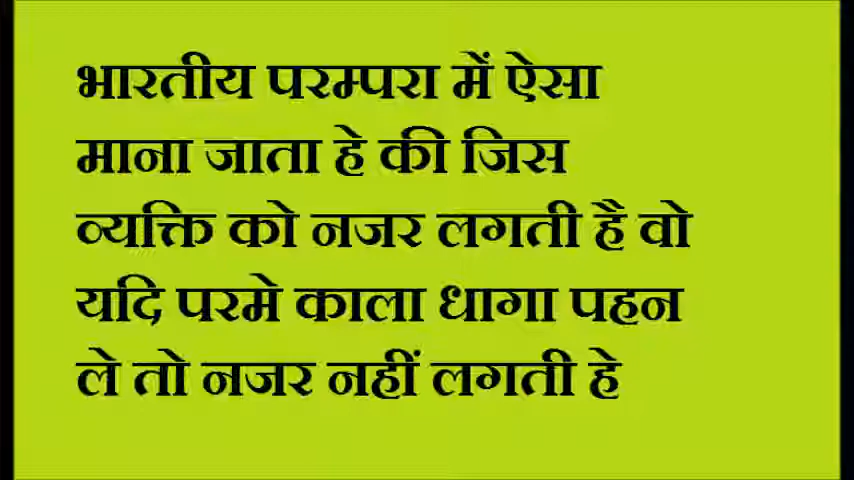 भारतीय परम्परा में ऐसा
माना जाता हे की जिस
व्यक्ति को नजर लगती है वो
यदि परमे काला धागा पहन
ले तो नजर नहीं लगती हे